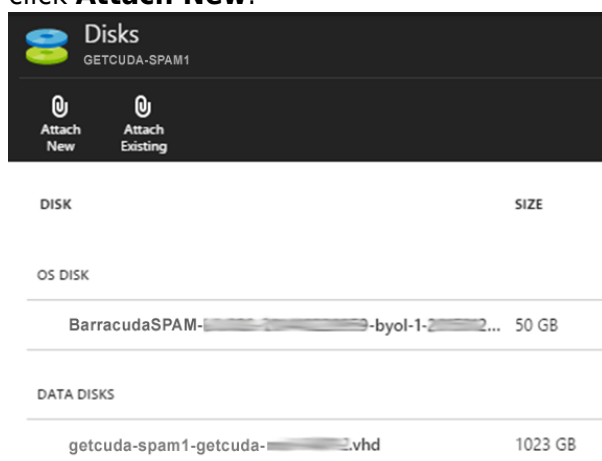 click Attach New.
Disks
GETCUDA-SPAM1
Attach New
Attach Existing
DISK SIZE
OS DISK
BarracudaSPAM- -byol-1-2 2... 50 GB
DATA DISKS
getcuda-spam1-getcuda- .vhd 1023 GB